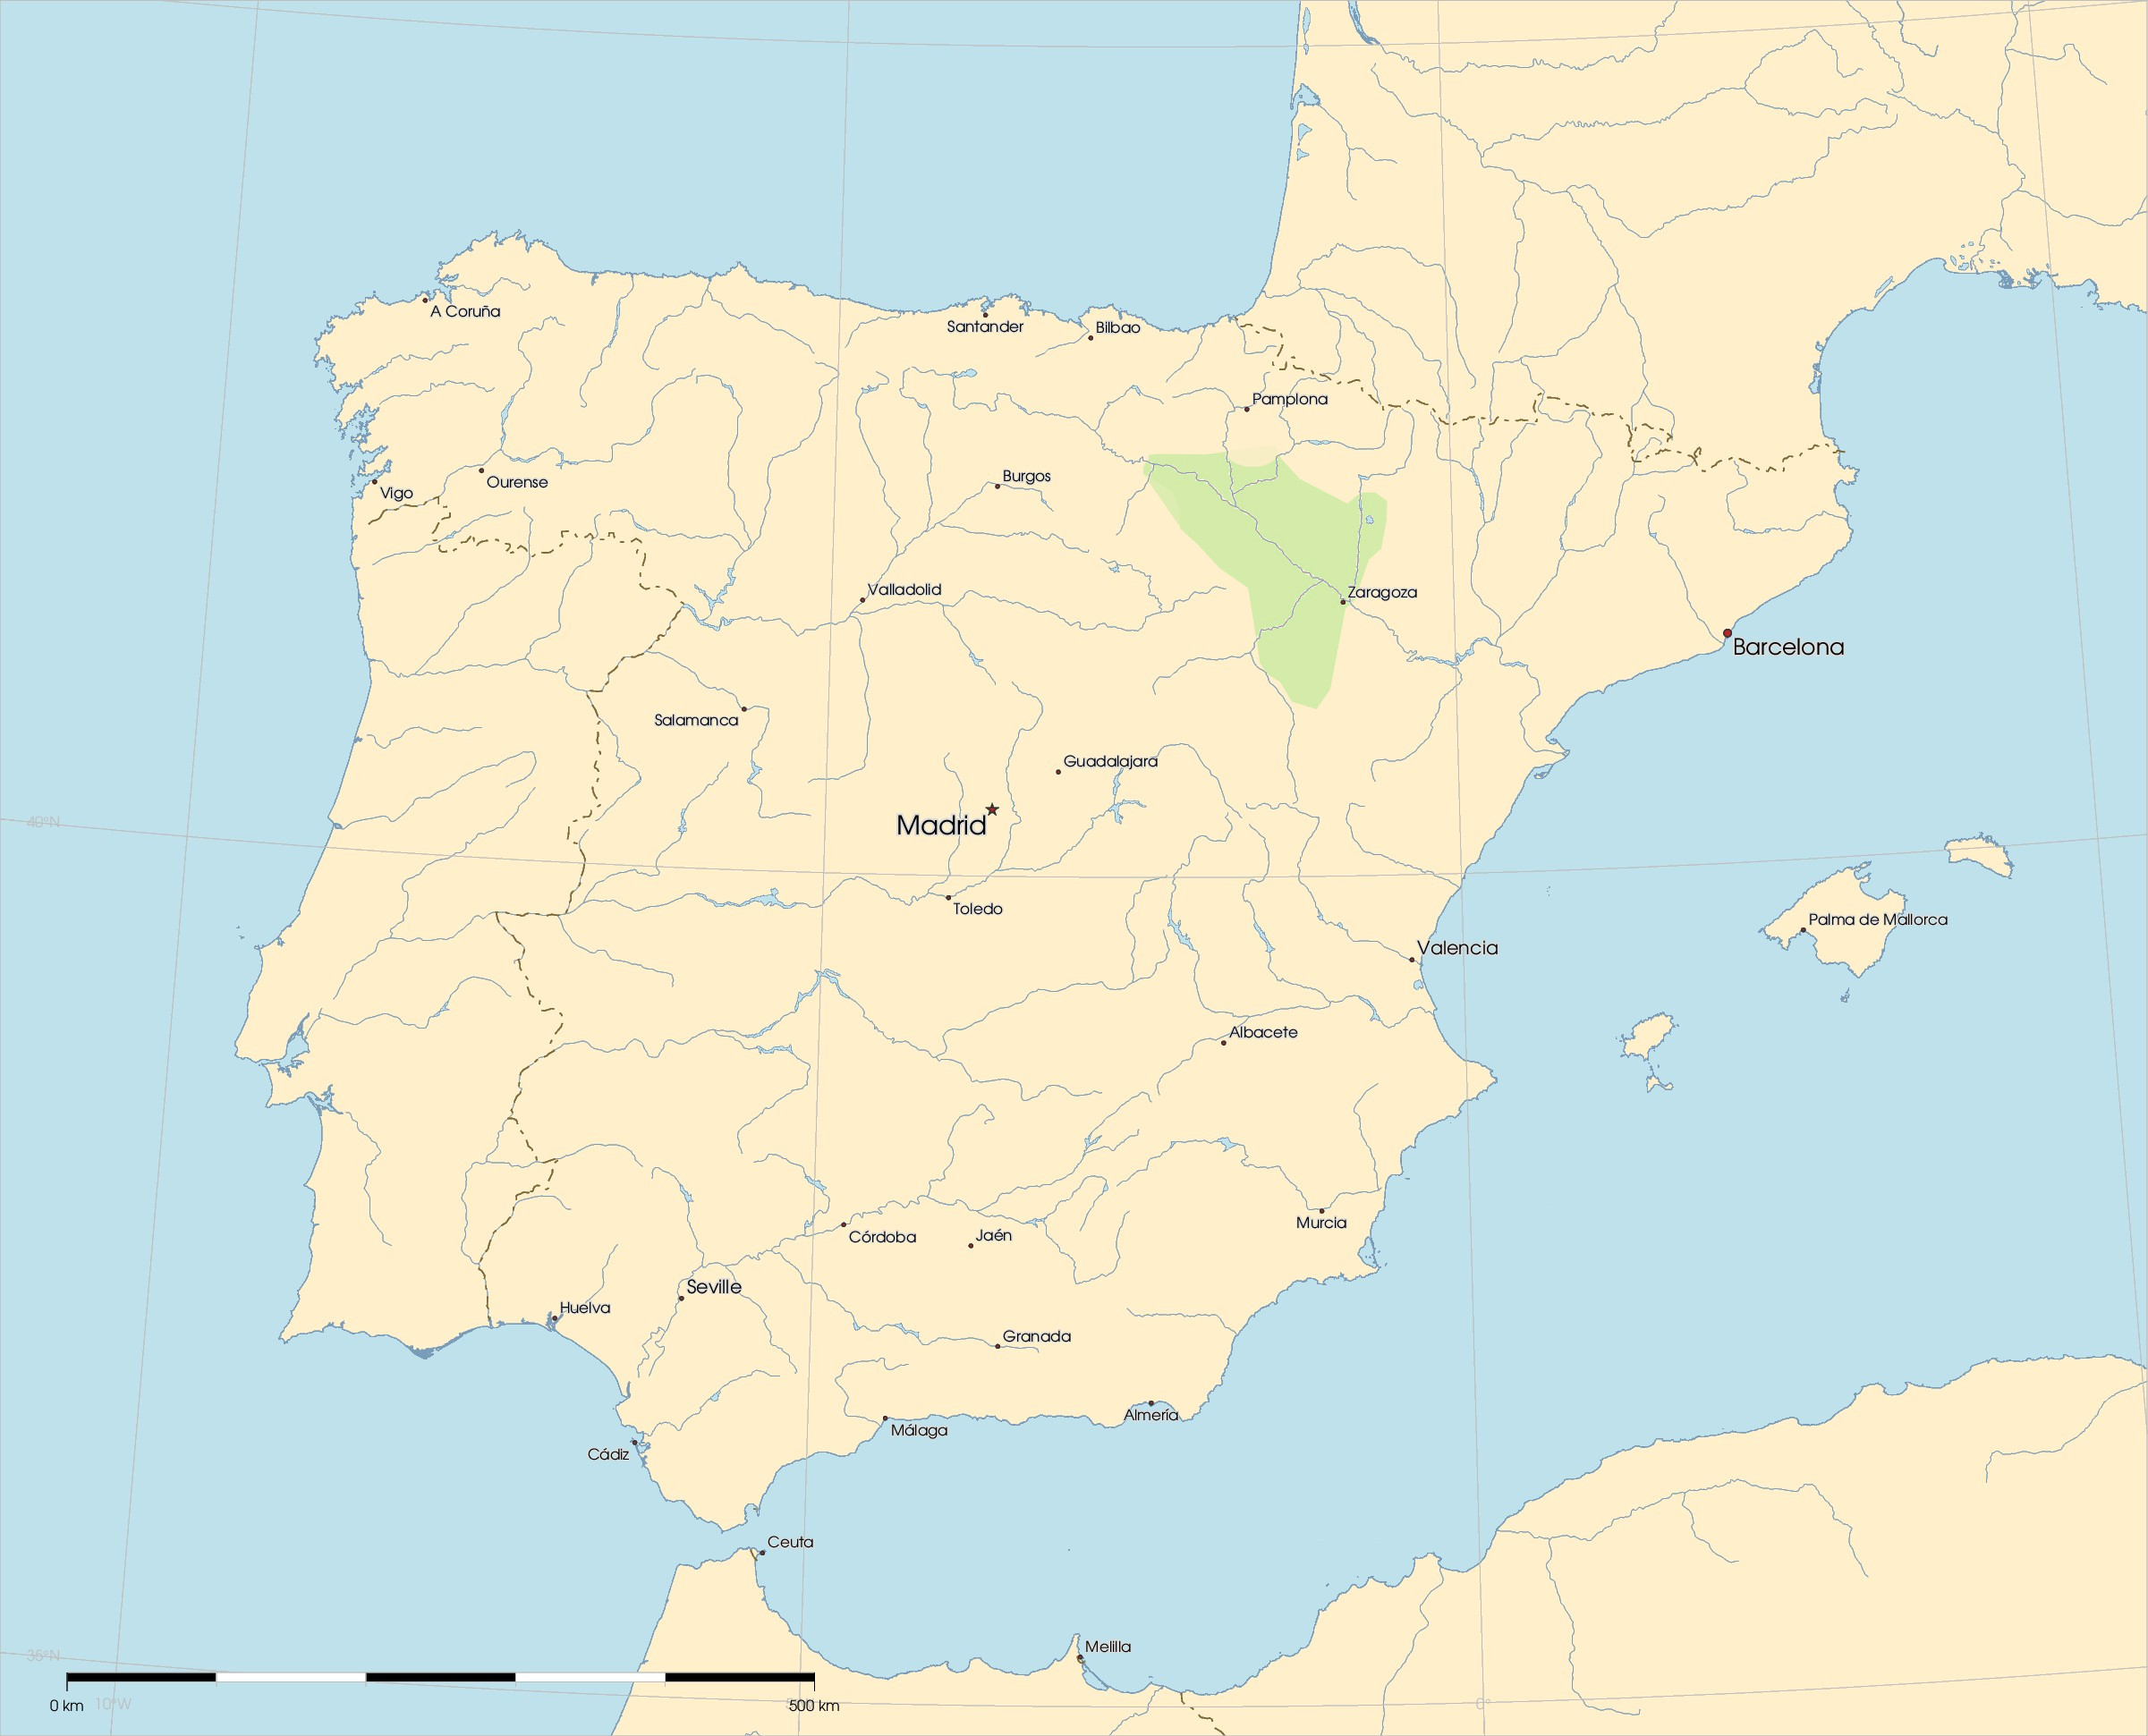 A Coruña
Santander
Bilbao
Pamplona
Burgos
Ourense
Vigo
Valladolid
Zaragoza
Barcelona
Salamanca
Guadalajara
Madrid
40°N
Toledo
Palma de Mallorca
Valencia
Albacete
Murcia
Córdoba
Jaén
Seville
Huelva
Granada
Almería
Málaga
Cádiz
Ceuta
Melilla
35°N
0 km
10°W
500 km
0°